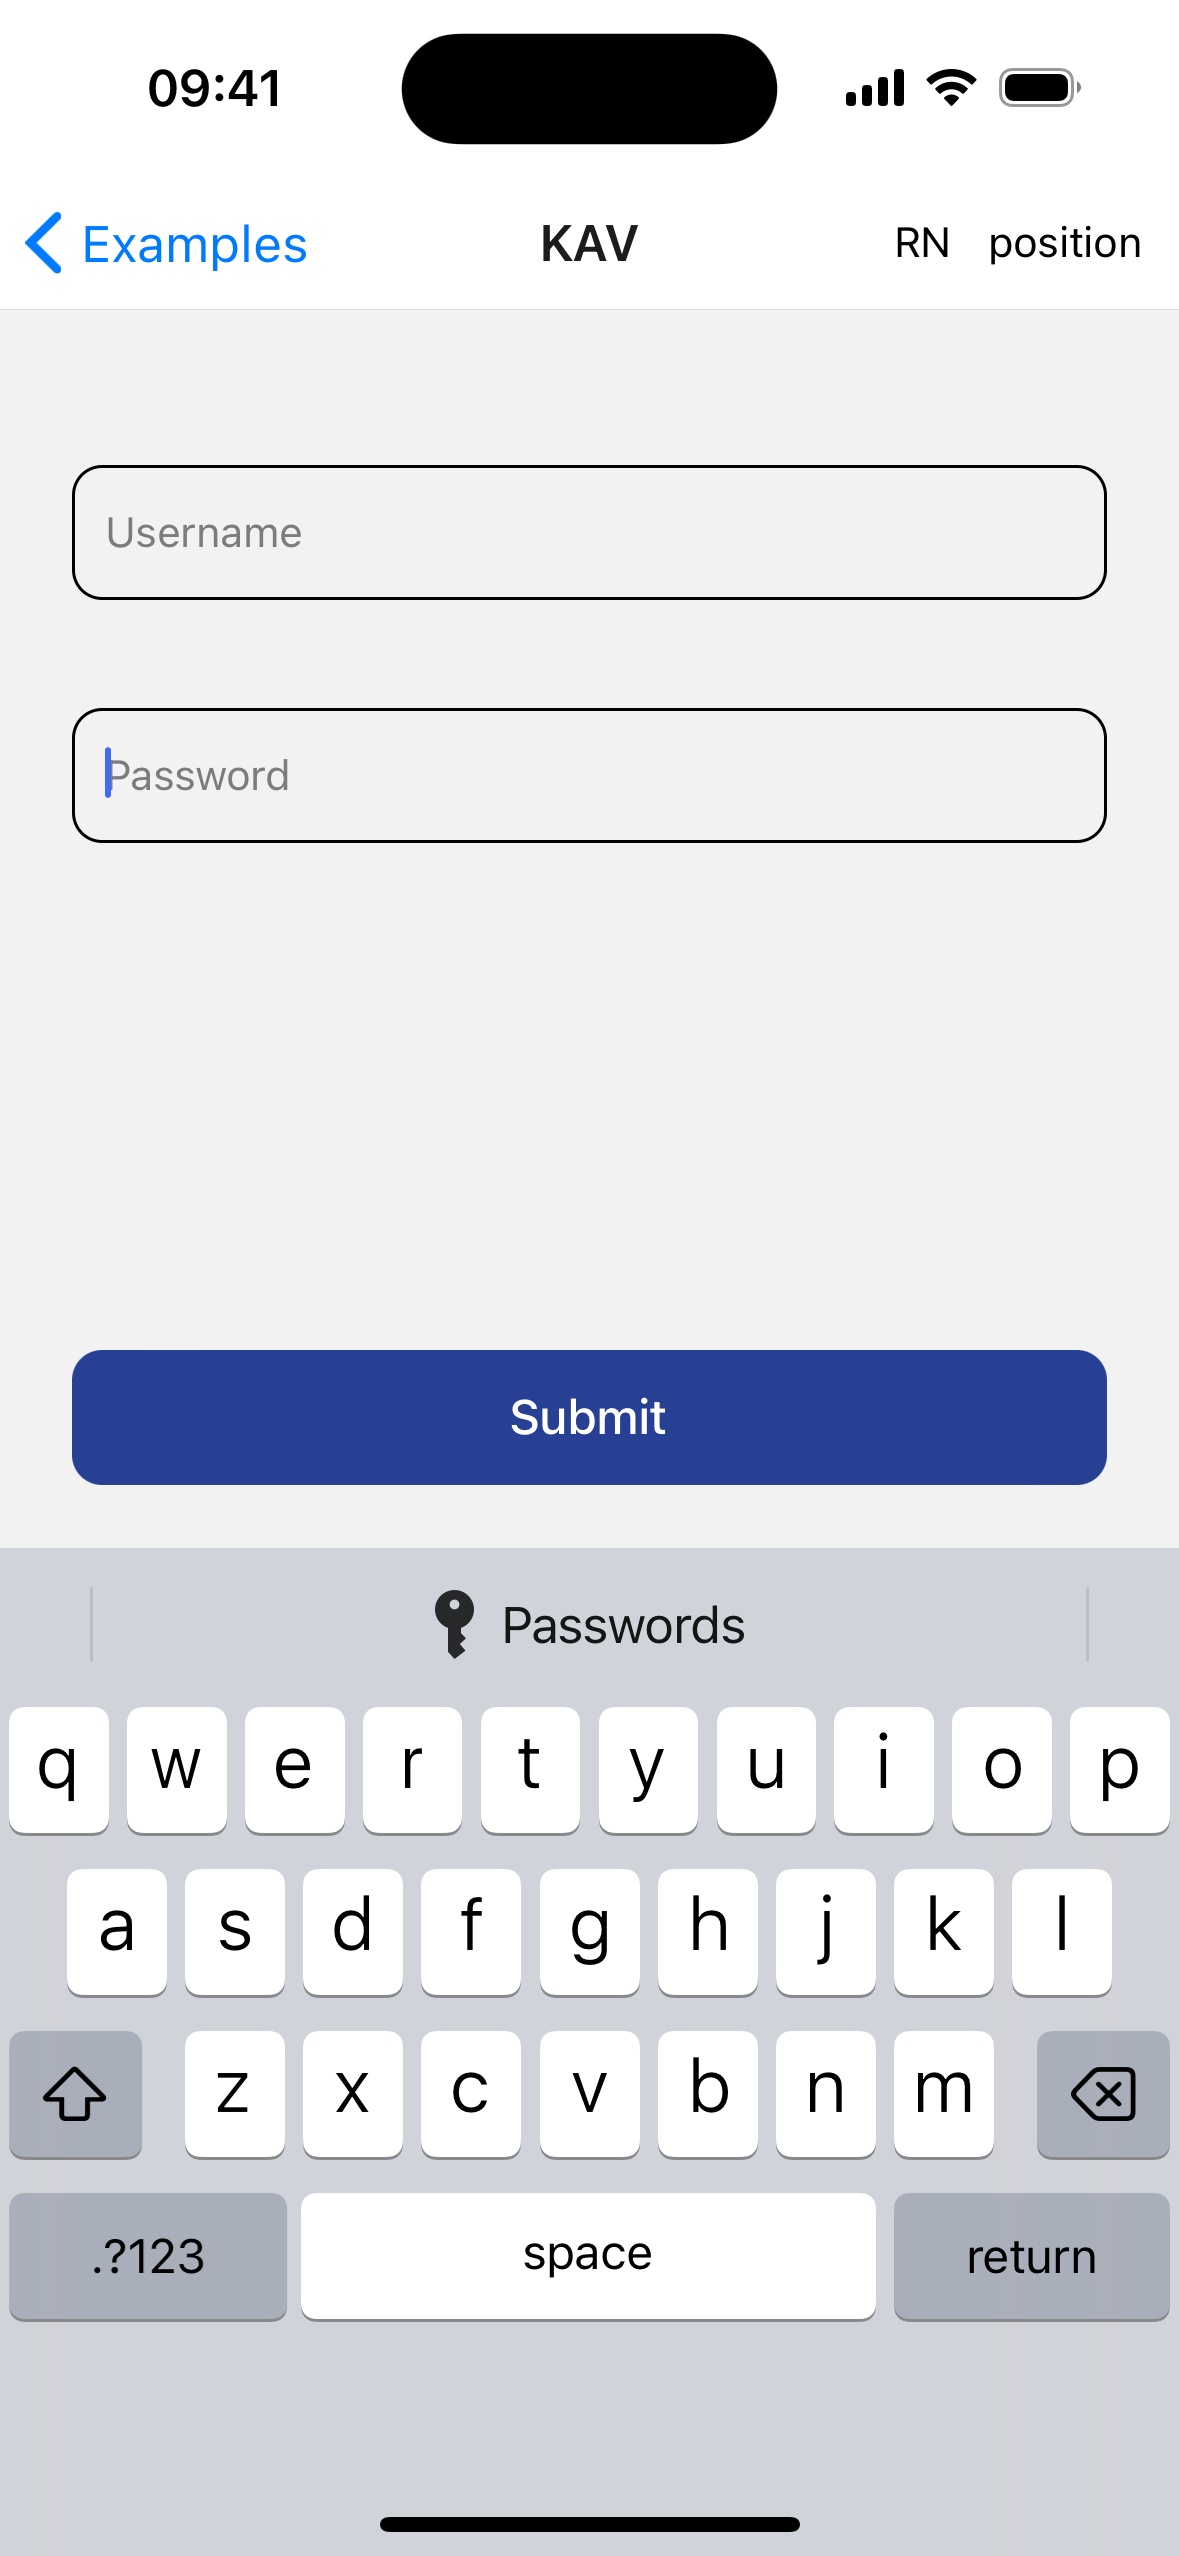 09:41
Examples KAV RN position
Username
Password
Submit
Passwords
q w e r t y u i o p
a s d f g h j k l
z x c v b n m
.?123 space return